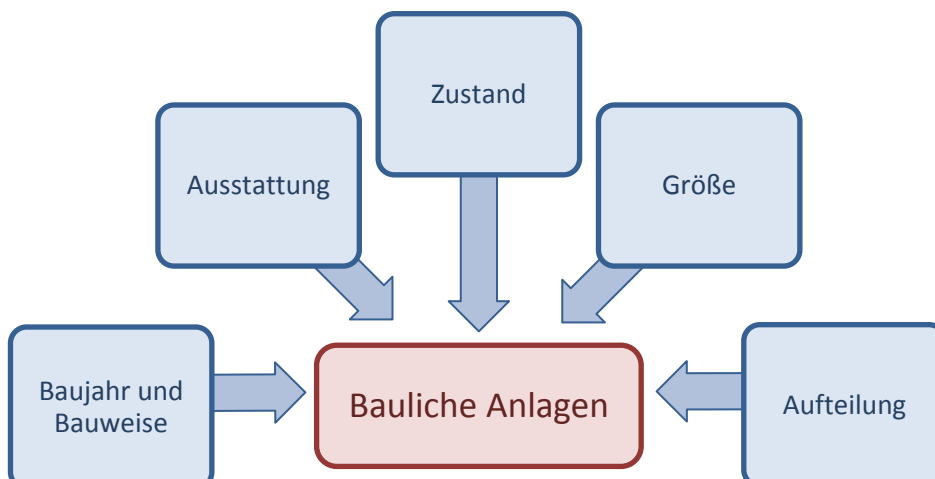 Zustand
Ausstattung
Größe
Baujahr und
Bauweise
Bauliche Anlagen
Aufteilung